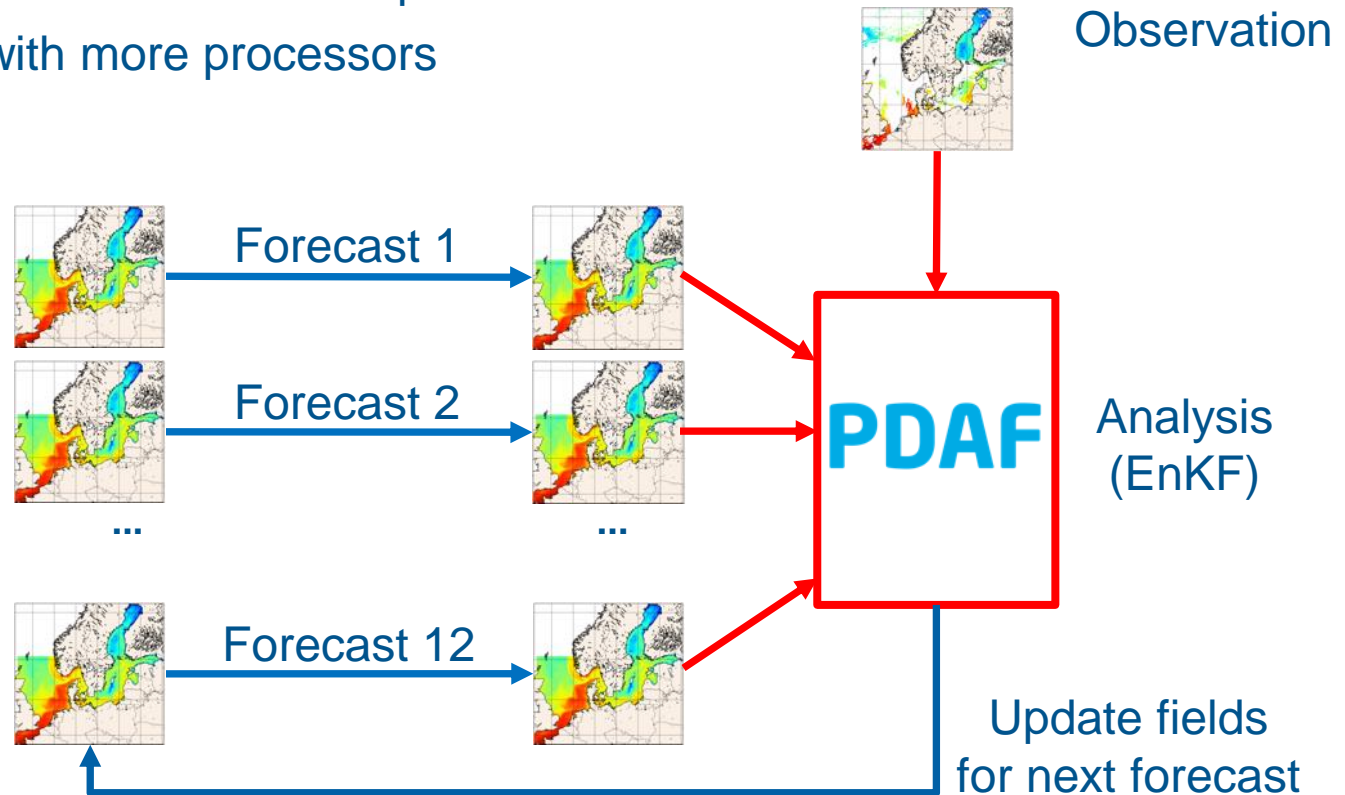 with more processors
Observation
Forecast 1
Forecast 2
...
...
Forecast 12
PDAF
Analysis
(EnKF)
Update fields
for next forecast